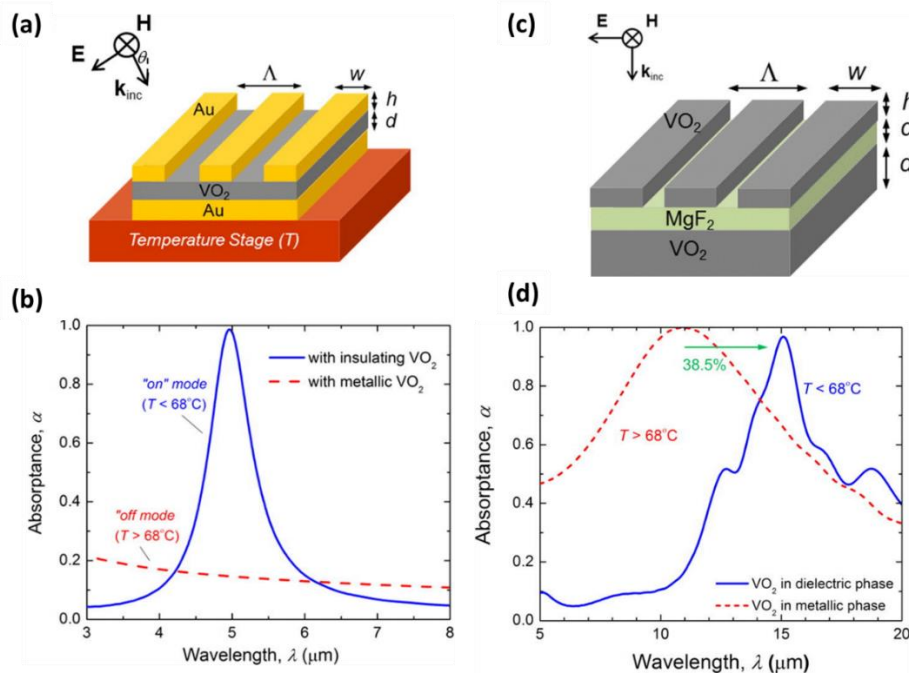 (a)
H
E
θ
k_inc
Λ
w
h
d
Au
VO₂
Au
Temperature Stage (T)
(c)
H
E
k_inc
Λ
w
h
d
d
VO₂
MgF₂
VO₂
(b)
1.0
0.8
0.6
0.4
0.2
0.0
Absorptance, α
with insulating VO₂
with metallic VO₂
"on" mode
(T < 68°C)
"off mode
(T > 68°C)
3 4 5 6 7 8
Wavelength, λ (μm)
(d)
1.0
0.8
0.6
0.4
0.2
0.0
Absorptance, α
38.5%
T < 68°C
T > 68°C
VO₂ in dielectric phase
VO₂ in metallic phase
5 10 15 20
Wavelength, λ (μm)